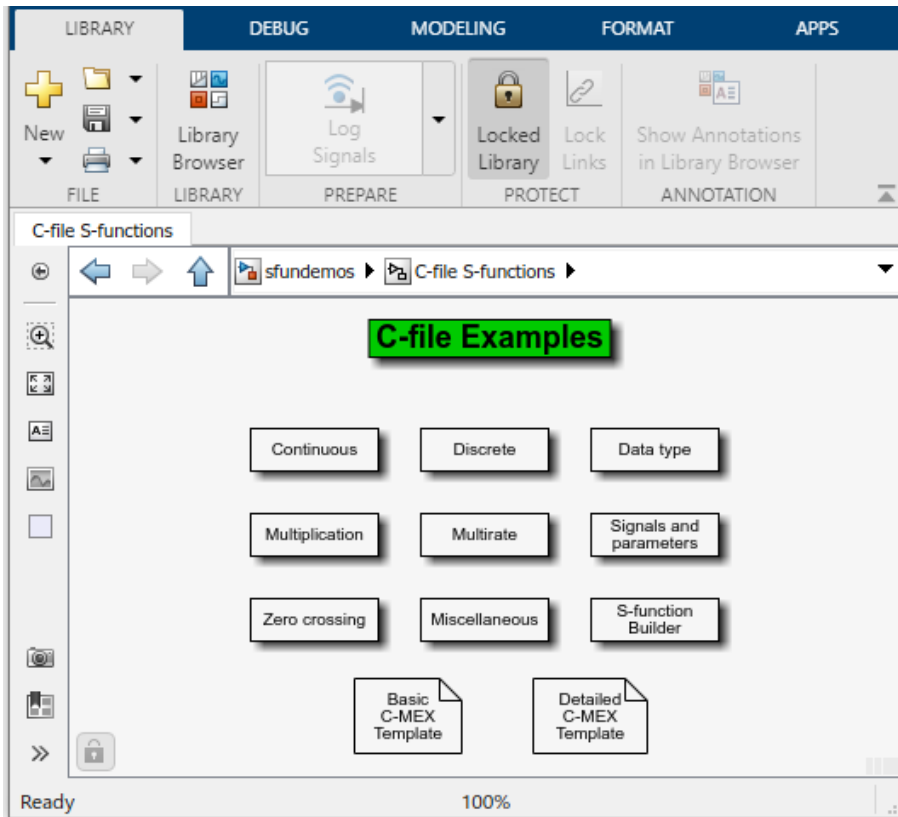 LIBRARY DEBUG MODELING FORMAT APPS
New
Library
Browser
Log
Signals
Locked
Library
Lock
Links
Show Annotations
in Library Browser
FILE LIBRARY PREPARE PROTECT ANNOTATION
C-file S-functions
sfundemos C-file S-functions
C-file Examples
Continuous
Discrete
Data type
Multiplication
Multirate
Signals and
parameters
Zero crossing
Miscellaneous
S-function
Builder
Basic
C-MEX
Template
Detailed
C-MEX
Template
Ready 100%